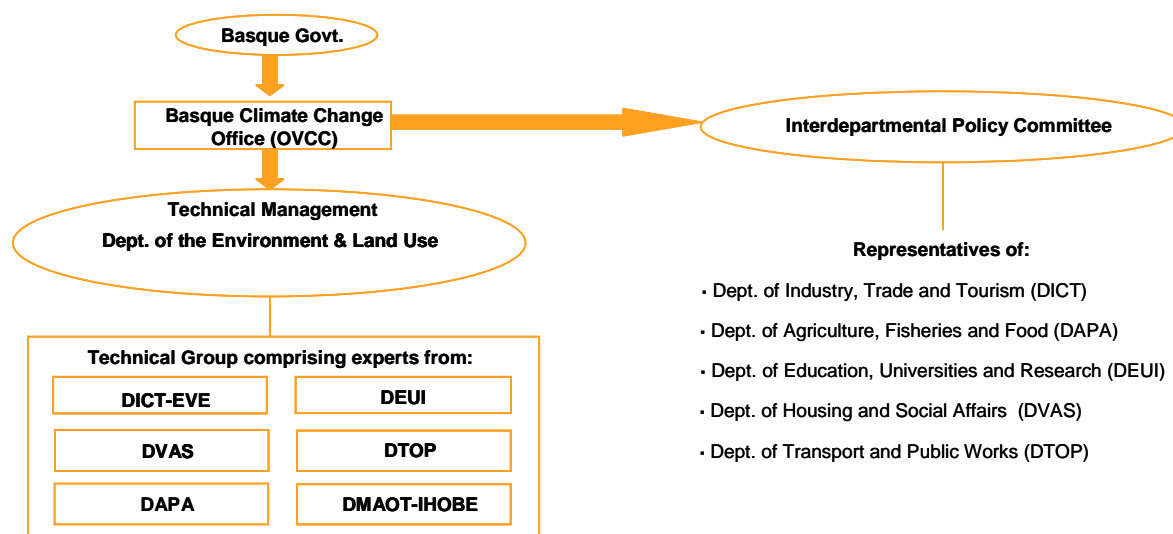 Basque Govt.
Basque Climate Change
Office (OVCC)
Interdepartmental Policy Committee
Technical Management
Dept. of the Environment & Land Use
Representatives of:
· Dept. of Industry, Trade and Tourism (DICT)
· Dept. of Agriculture, Fisheries and Food (DAPA)
· Dept. of Education, Universities and Research (DEUI)
· Dept. of Housing and Social Affairs (DVAS)
· Dept. of Transport and Public Works (DTOP)
Technical Group comprising experts from:
DICT-EVE
DEUI
DVAS
DTOP
DAPA
DMAOT-IHOBE